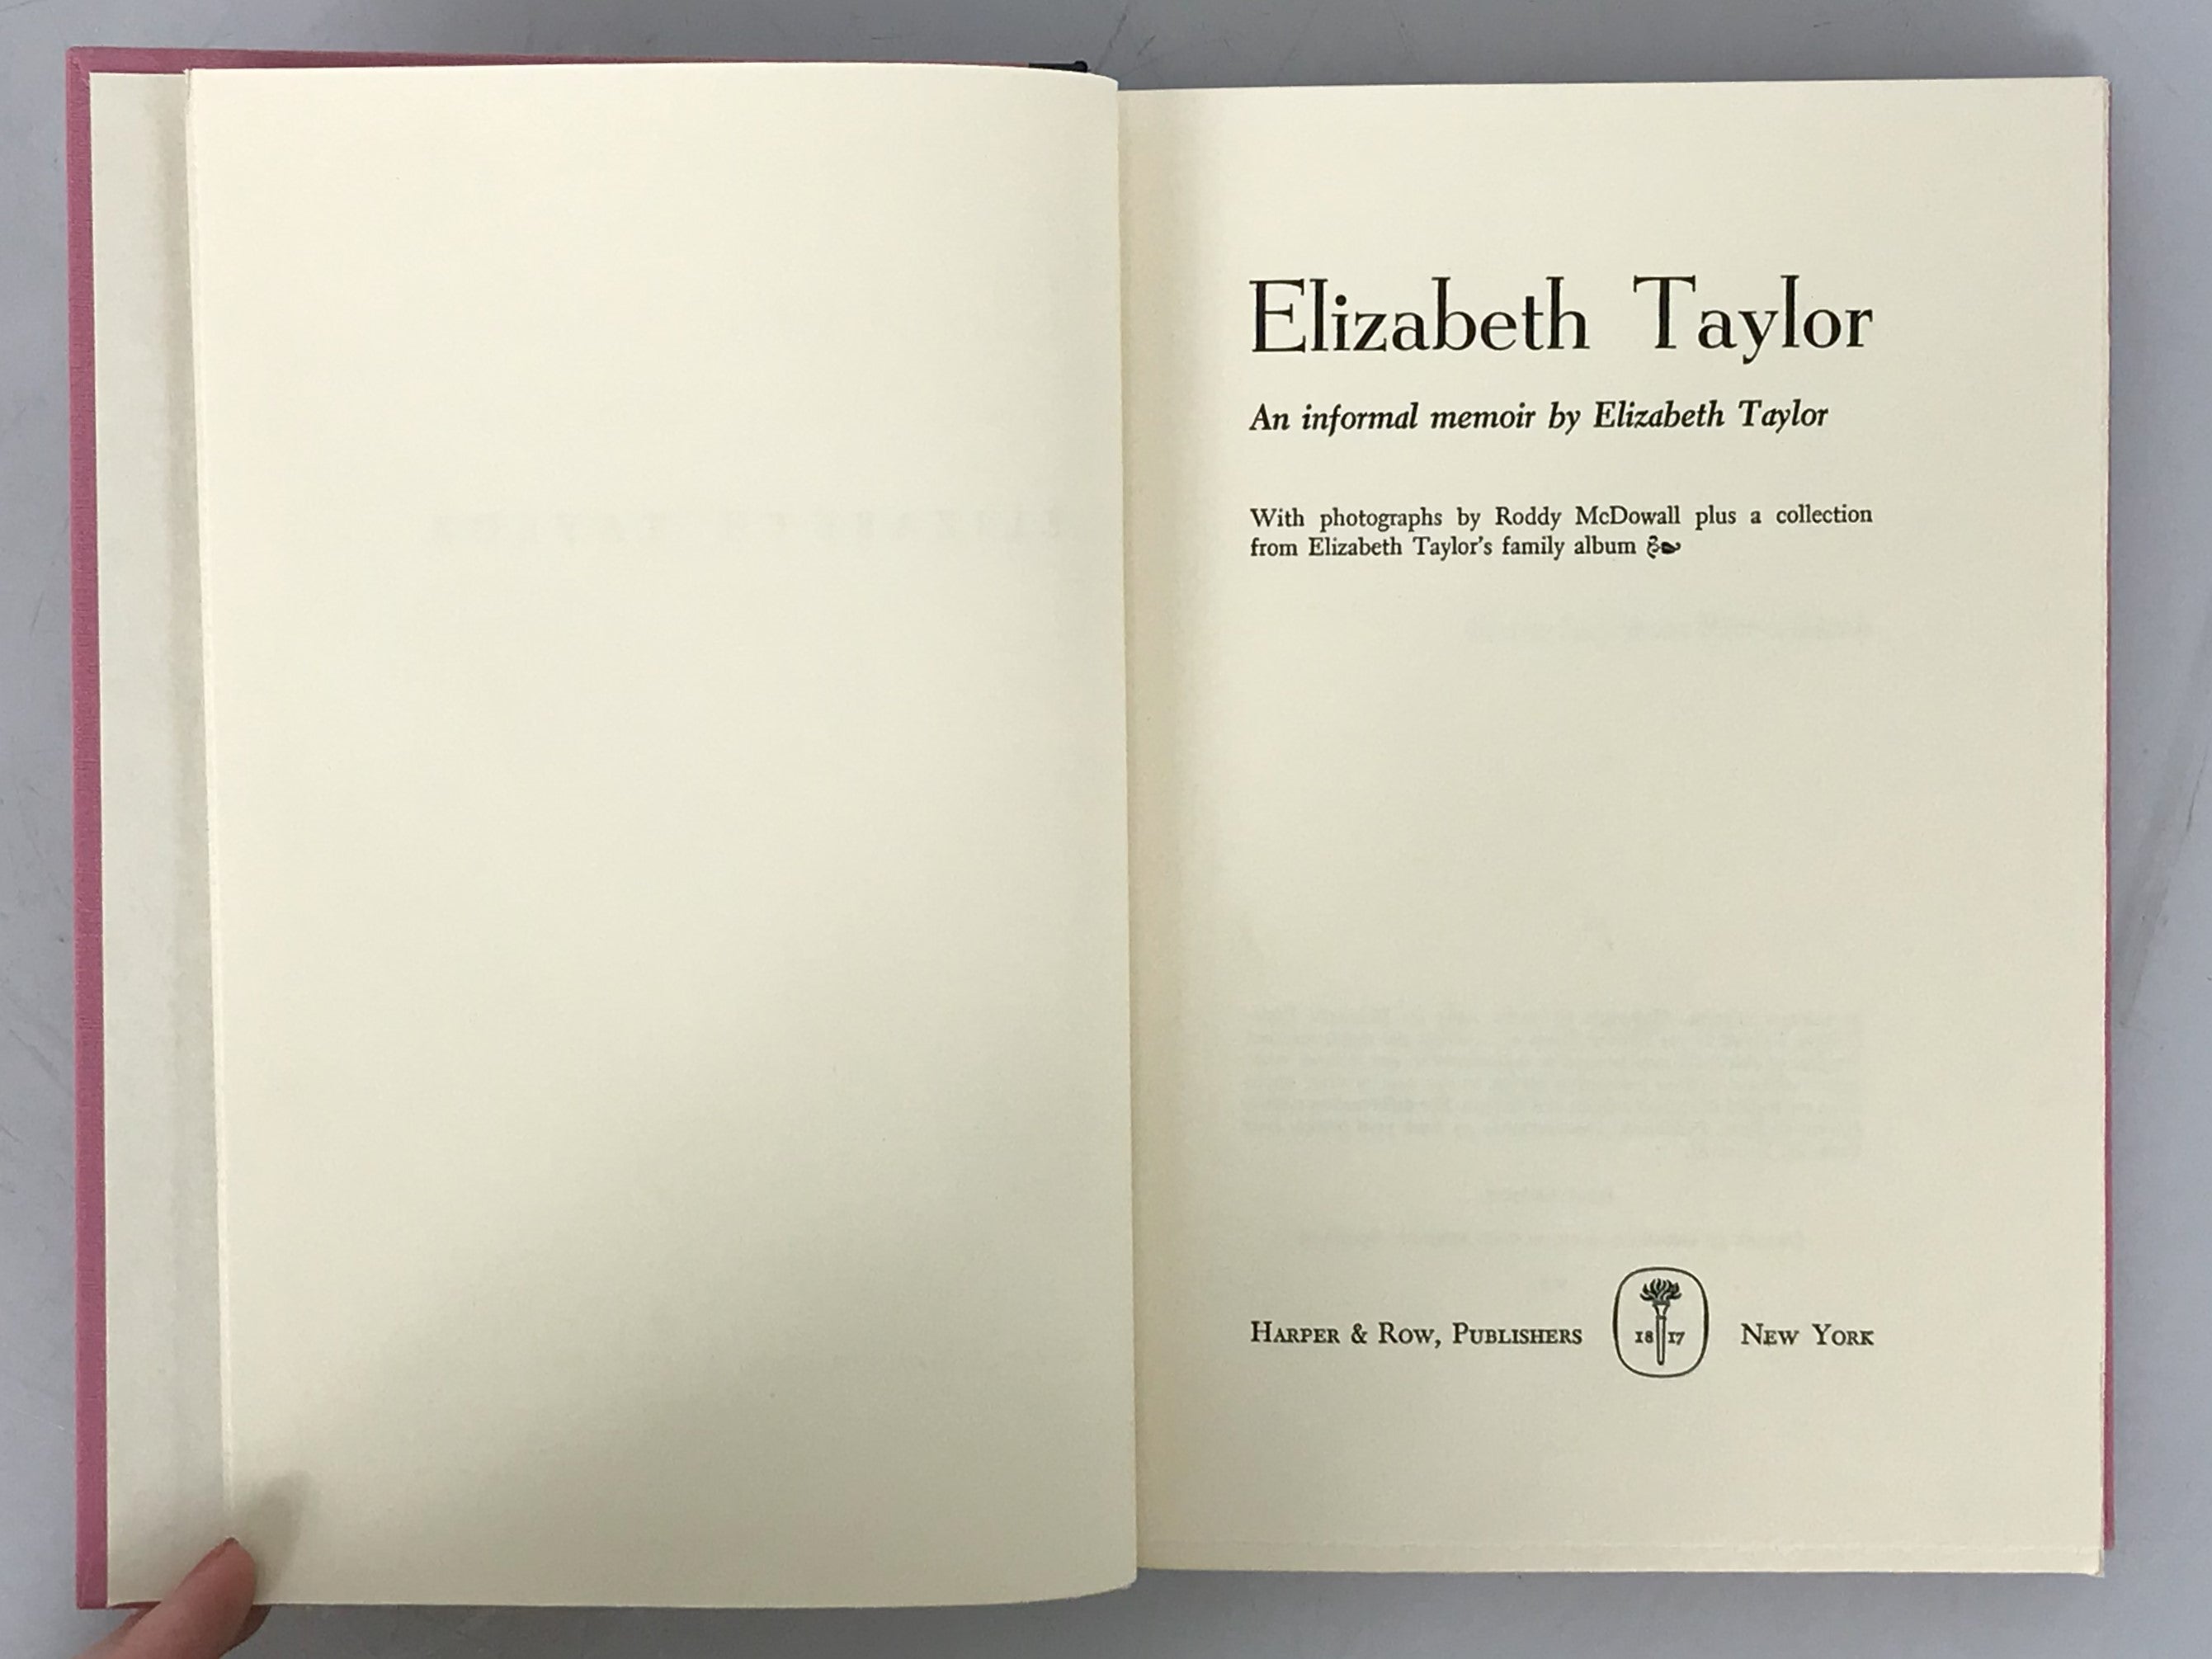 Elizabeth Taylor
An informal memoir by Elizabeth Taylor
With photographs by Roddy McDowall plus a collection
from Elizabeth Taylor's family album
HARPER & ROW, PUBLISHERS 18 17 NEW YORK